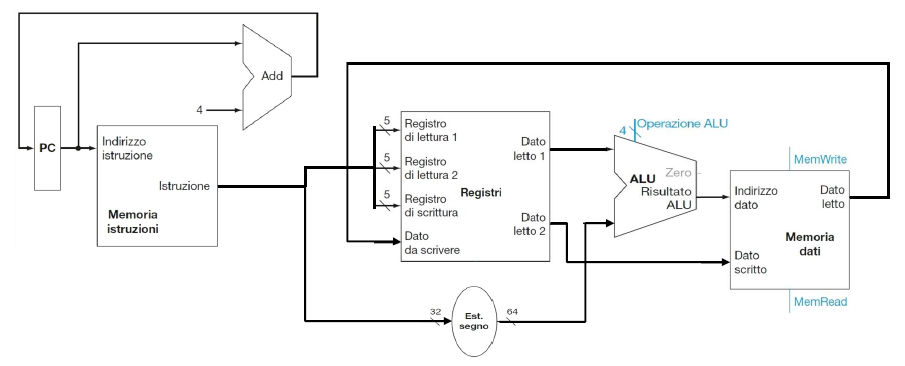 Add
4
PC
Indirizzo
istruzione
Istruzione
Memoria
istruzioni
5
Registro
di lettura 1
5
Registro
di lettura 2
5
Registro
di scrittura
Dato
da scrivere
Registri
Dato
letto 1
Dato
letto 2
32
Est.
segno
64
4
Operazione ALU
ALU
Zero
Risultato
ALU
MemWrite
Indirizzo
dato
Dato
letto
Memoria
dati
Dato
scritto
MemRead